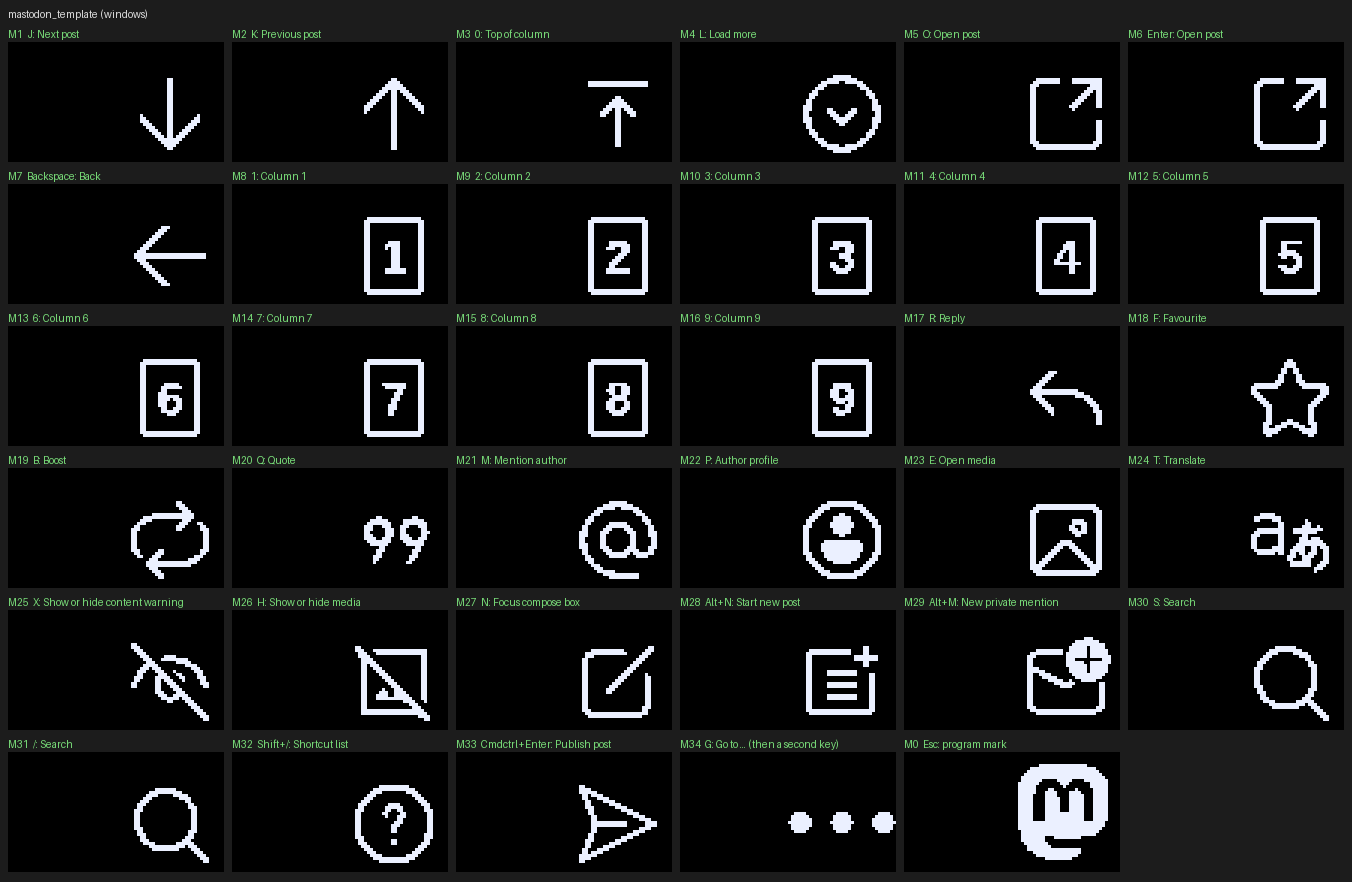 mastodon_template (windows)
M1 J: Next post
M2 K: Previous post
M3 0: Top of column
M4 L: Load more
M5 O: Open post
M6 Enter: Open post
M7 Backspace: Back
M8 1: Column 1
1
M9 2: Column 2
2
M10 3: Column 3
3
M11 4: Column 4
4
M12 5: Column 5
5
M13 6: Column 6
6
M14 7: Column 7
7
M15 8: Column 8
8
M16 9: Column 9
9
M17 R: Reply
M18 F: Favourite
M19 B: Boost
M20 Q: Quote
M21 M: Mention author
@
M22 P: Author profile
M23 E: Open media
M24 T: Translate
aあ
M25 X: Show or hide content warning
M26 H: Show or hide media
M27 N: Focus compose box
M28 Alt+N: Start new post
M29 Alt+M: New private mention
M30 S: Search
M31 /: Search
M32 Shift+/: Shortcut list
?
M33 Cmdctrl+Enter: Publish post
M34 G: Go to... (then a second key)
M0 Esc: program mark
m